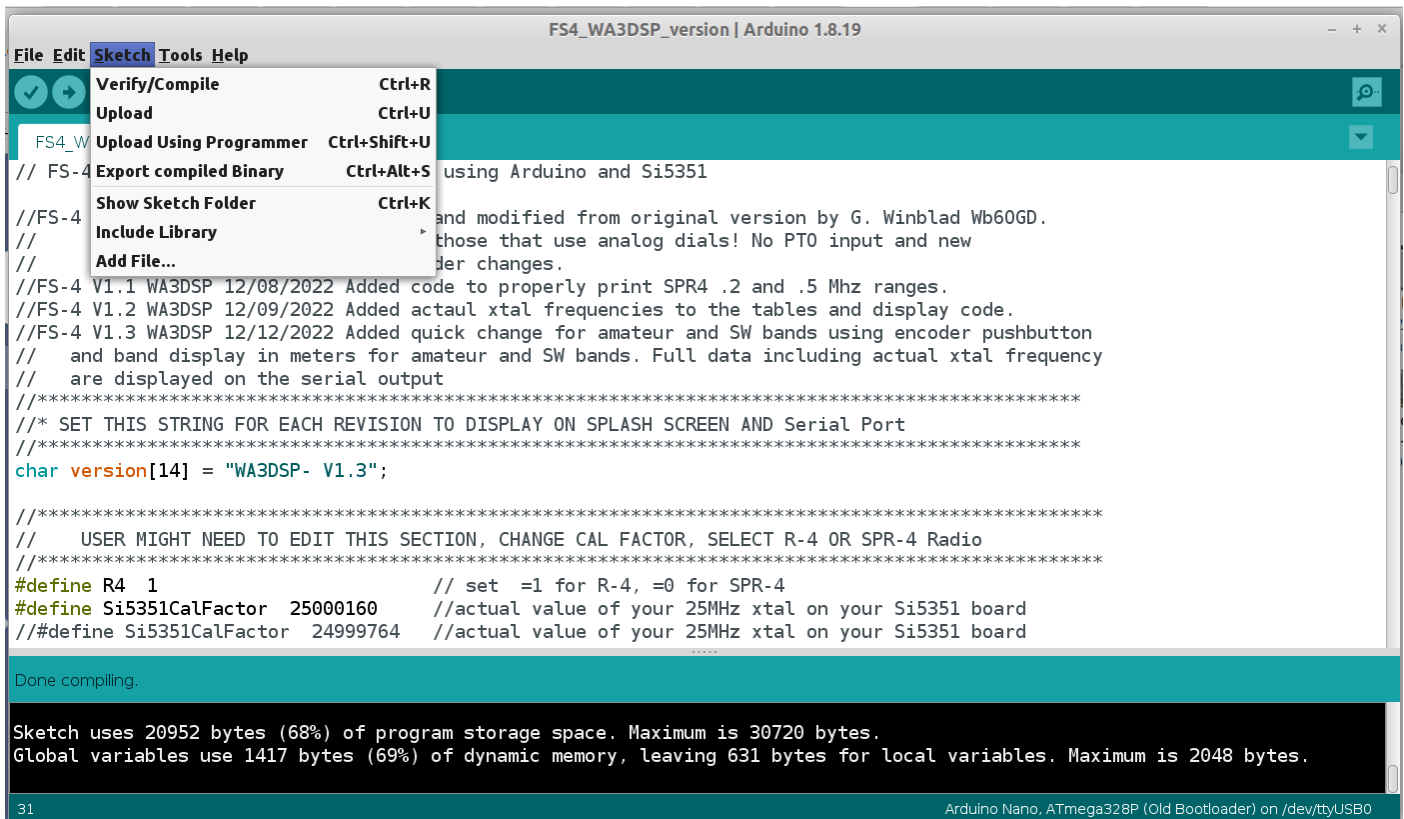 FS4_WA3DSP_version | Arduino 1.8.19
File Edit Sketch Tools Help
Verify/Compile Ctrl+R
Upload Ctrl+U
Upload Using Programmer Ctrl+Shift+U
Export compiled Binary Ctrl+Alt+S
Show Sketch Folder Ctrl+K
Include Library
Add File...
FS4_W
// FS-4 using Arduino and Si5351
//FS-4 and modified from original version by G. Winblad Wb6OGD.
// those that use analog dials! No PTO input and new
// der changes.
//FS-4 V1.1 WA3DSP 12/08/2022 Added code to properly print SPR4 .2 and .5 Mhz ranges.
//FS-4 V1.2 WA3DSP 12/09/2022 Added actaul xtal frequencies to the tables and display code.
//FS-4 V1.3 WA3DSP 12/12/2022 Added quick change for amateur and SW bands using encoder pushbutton
// and band display in meters for amateur and SW bands. Full data including actual xtal frequency
// are displayed on the serial output
//***********************************************************************************************
//* SET THIS STRING FOR EACH REVISION TO DISPLAY ON SPLASH SCREEN AND Serial Port
//***********************************************************************************************
char version[14] = "WA3DSP- V1.3";
//*************************************************************************************************
// USER MIGHT NEED TO EDIT THIS SECTION, CHANGE CAL FACTOR, SELECT R-4 OR SPR-4 Radio
//*************************************************************************************************
#define R4 1 // set =1 for R-4, =0 for SPR-4
#define Si5351CalFactor 25000160 //actual value of your 25MHz xtal on your Si5351 board
//#define Si5351CalFactor 24999764 //actual value of your 25MHz xtal on your Si5351 board
Done compiling.
Sketch uses 20952 bytes (68%) of program storage space. Maximum is 30720 bytes.
Global variables use 1417 bytes (69%) of dynamic memory, leaving 631 bytes for local variables. Maximum is 2048 bytes.
31 Arduino Nano, ATmega328P (Old Bootloader) on /dev/ttyUSB0